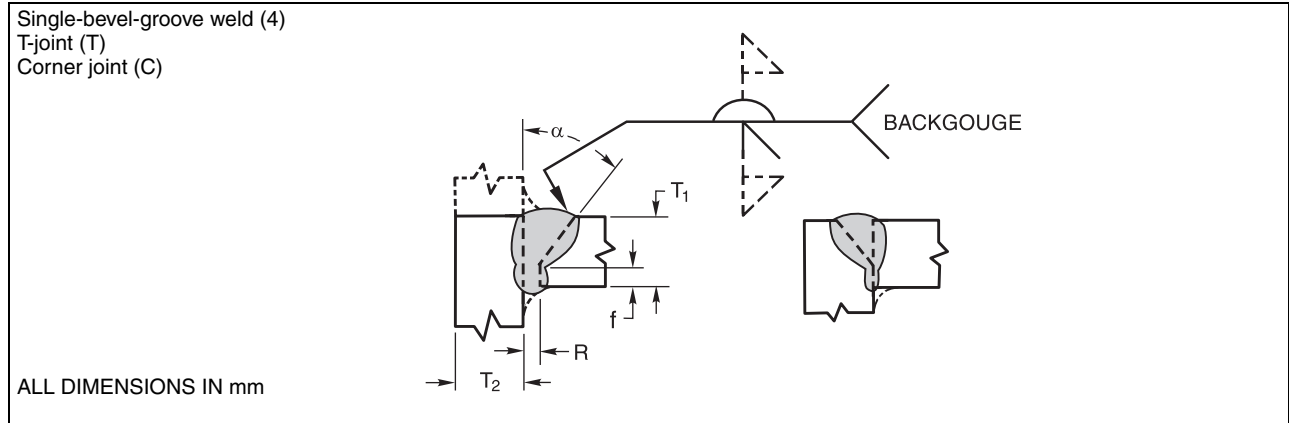 Single-bevel-groove weld (4)
T-joint (T)
Corner joint (C)
α
BACKGOUGE
T₁
f
R
T₂
ALL DIMENSIONS IN mm